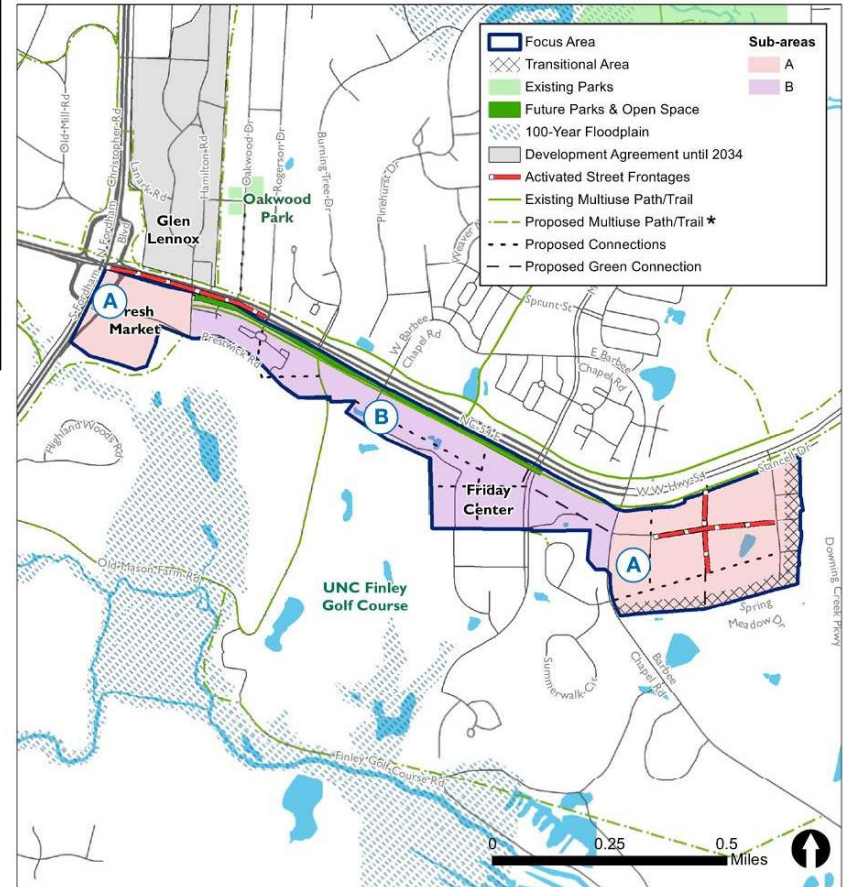 Focus Area
Transitional Area
Existing Parks
Future Parks & Open Space
100-Year Floodplain
Development Agreement until 2034
Activated Street Frontages
Existing Multiuse Path/Trail
Proposed Multiuse Path/Trail *
Proposed Connections
Proposed Green Connection
Sub-areas
A
B
Old Mill Rd
Christopher Rd
Lanark Rd
Hamilton Rd
Oakwood Dr
Rogerson Dr
Burning Tree Dr
Pinehurst Dr
Weaver
Oakwood
Park
Glen
Lennox
N Fordham
Blvd
S Fordham
A
resh
Market
Prestwick Rd
W Barbee
Chapel Rd
Sprunt St
E Barbee
Chapel Rd
B
NC 54 E
W W Hwy 54
Stancell Dr
Highland Woods Rd
Friday
Center
A
Old Mason Farm Rd
UNC Finley
Golf Course
Spring
Meadow Dr
Downing Creek Pkwy
Summerwalk Cir
Barbee
Chapel Rd
Finley Golf Course Rd
0 0.25 0.5
Miles